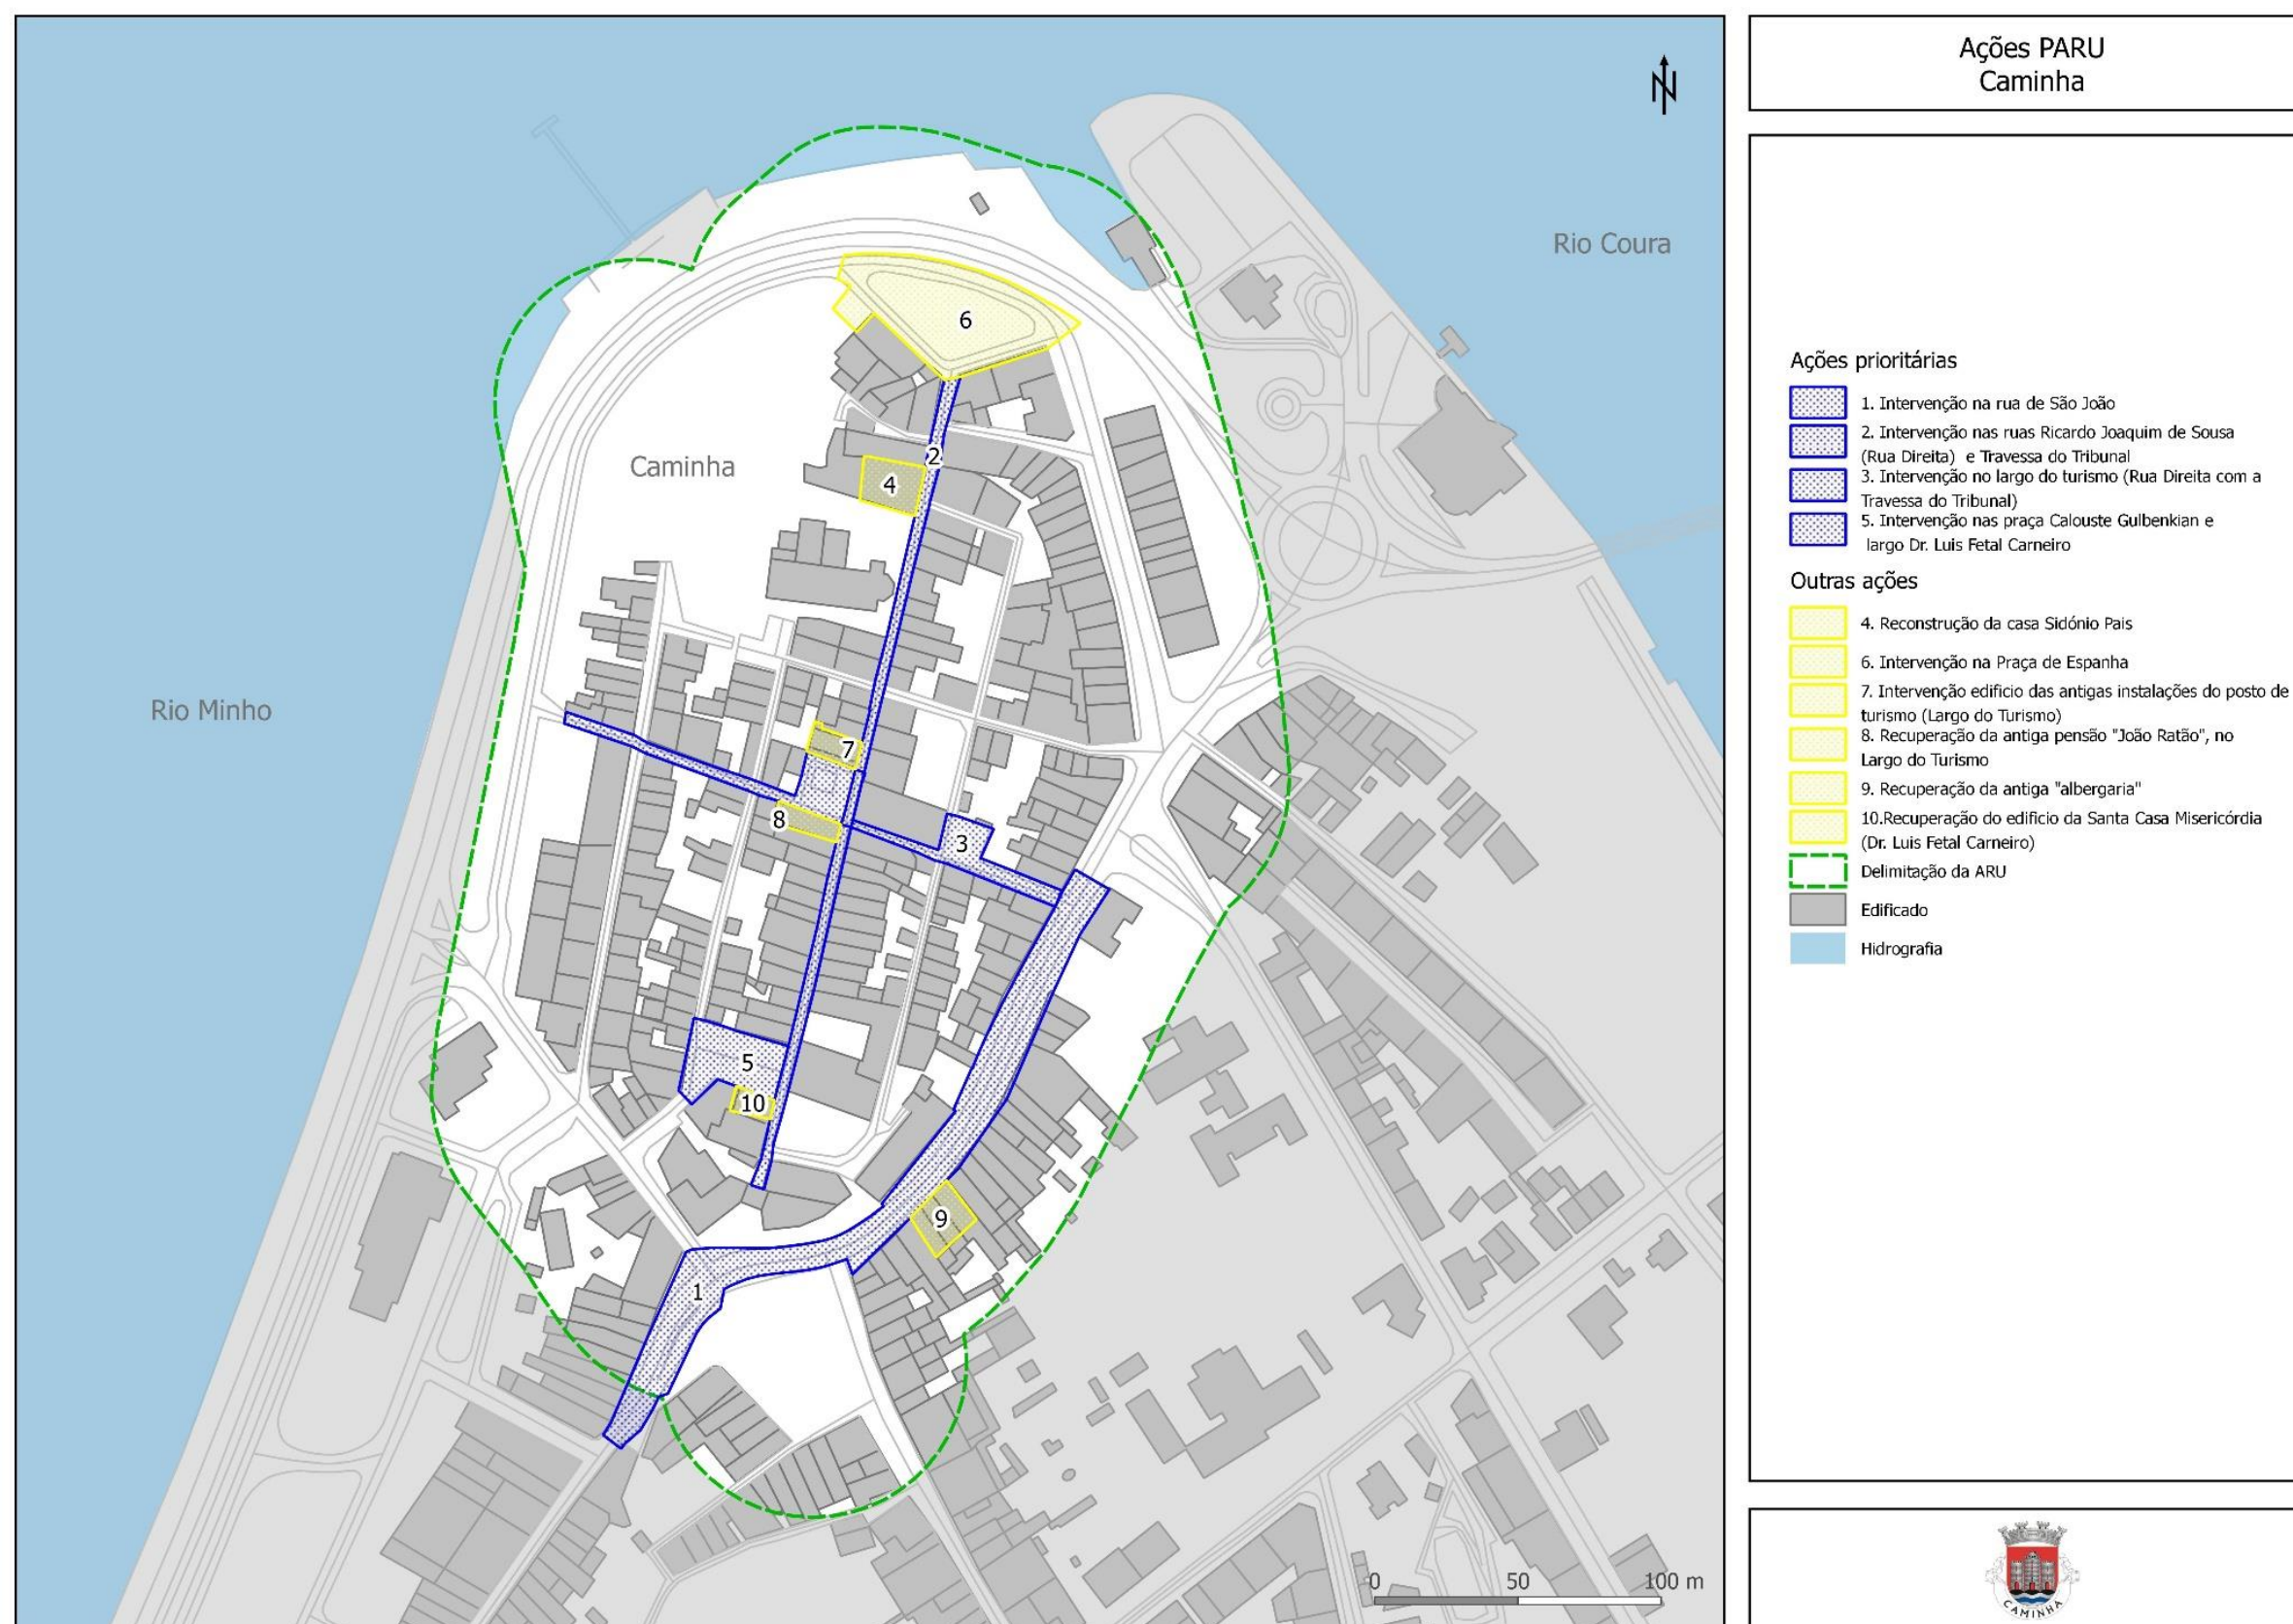 Ações PARU
Caminha
N
Rio Coura
6
2
Caminha
4
Rio Minho
7
8
3
5
10
9
1
0 50 100 m
Ações prioritárias
1. Intervenção na rua de São João
2. Intervenção nas ruas Ricardo Joaquim de Sousa
(Rua Direita) e Travessa do Tribunal
3. Intervenção no largo do turismo (Rua Direita com a
Travessa do Tribunal)
5. Intervenção nas praça Calouste Gulbenkian e
largo Dr. Luis Fetal Carneiro
Outras ações
4. Reconstrução da casa Sidónio Pais
6. Intervenção na Praça de Espanha
7. Intervenção edificio das antigas instalações do posto de
turismo (Largo do Turismo)
8. Recuperação da antiga pensão "João Ratão", no
Largo do Turismo
9. Recuperação da antiga "albergaria"
10.Recuperação do edificio da Santa Casa Misericórdia
(Dr. Luis Fetal Carneiro)
Delimitação da ARU
Edificado
Hidrografia
CAMINHA